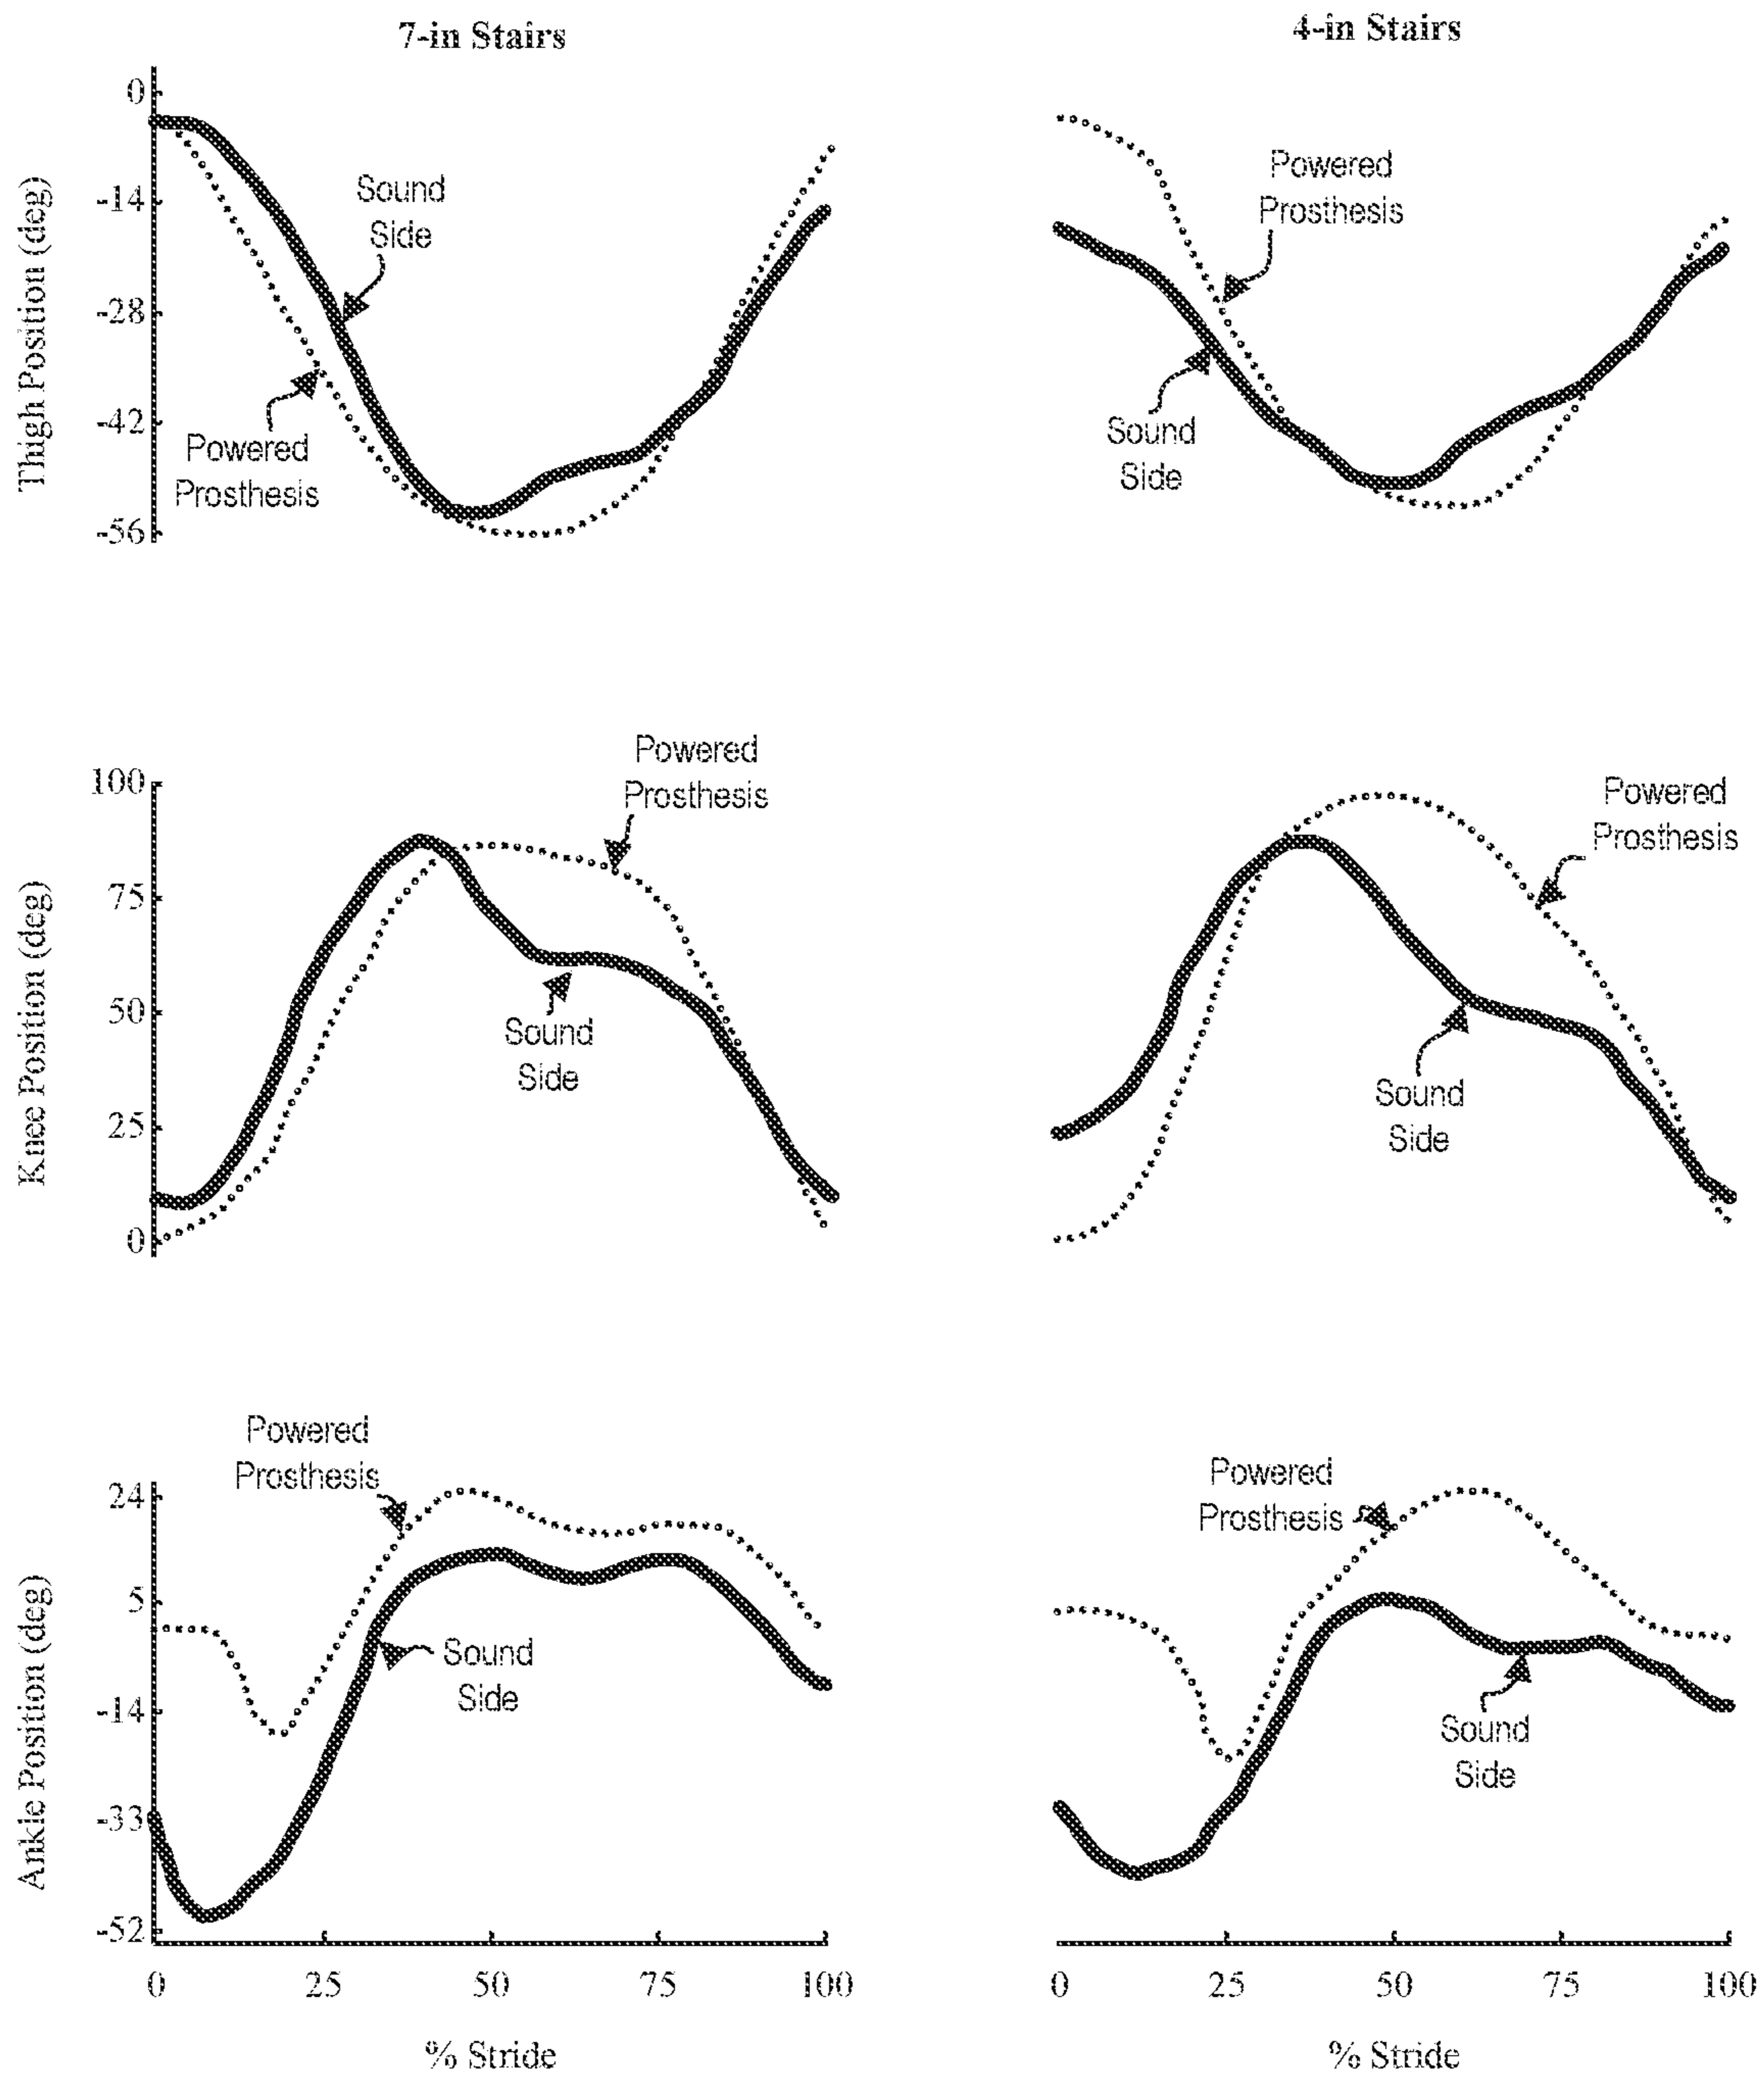 7-in Stairs
4-in Stairs
Thigh Position (deg)
0
-14
-28
-42
-56
Sound
Side
Powered
Prosthesis
Powered
Prosthesis
Sound
Side
Knee Position (deg)
100
75
50
25
0
Powered
Prosthesis
Sound
Side
Powered
Prosthesis
Sound
Side
Ankle Position (deg)
24
5
-14
-33
-52
Powered
Prosthesis
Sound
Side
Powered
Prosthesis
Sound
Side
0 25 50 75 100
0 25 50 75 100
% Stride
% Stride